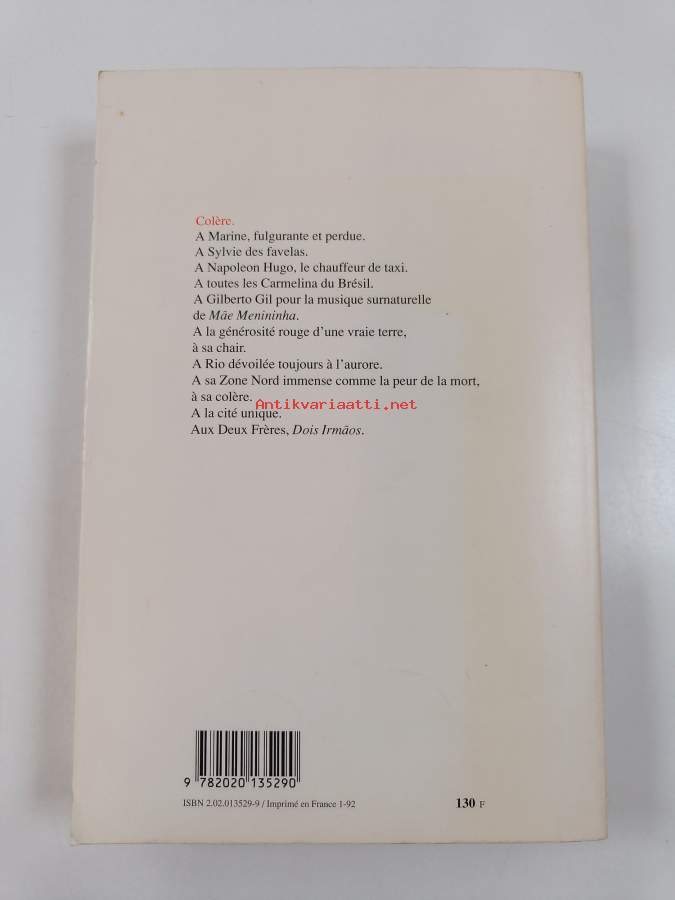 Colère.
A Marine, fulgurante et perdue.
A Sylvie des favelas.
A Napoleon Hugo, le chauffeur de taxi.
A toutes les Carmelina du Brésil.
A Gilberto Gil pour la musique surnaturelle
de Mãe Menininha.
A la générosité rouge d'une vraie terre,
à sa chair.
A Rio dévoilée toujours à l'aurore.
A sa Zone Nord immense comme la peur de la mort,
à sa colère.
Antikvariaatti.net
A la cité unique.
Aux Deux Frères, Dois Irmãos.
9 782020 135290
ISBN 2.02.013529-9 / Imprimé en France 1-92
130 F